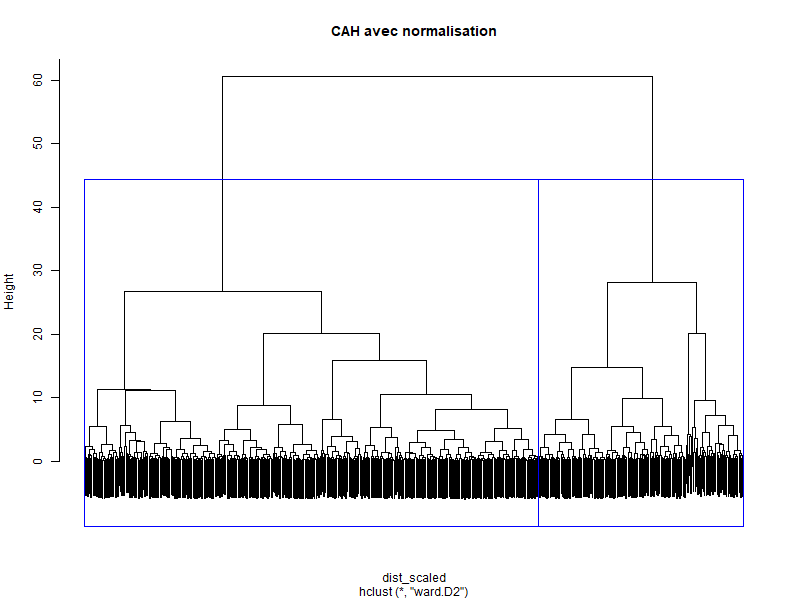 CAH avec normalisation
60
50
40
30
20
10
0
Height
dist_scaled
hclust (*, "ward.D2")